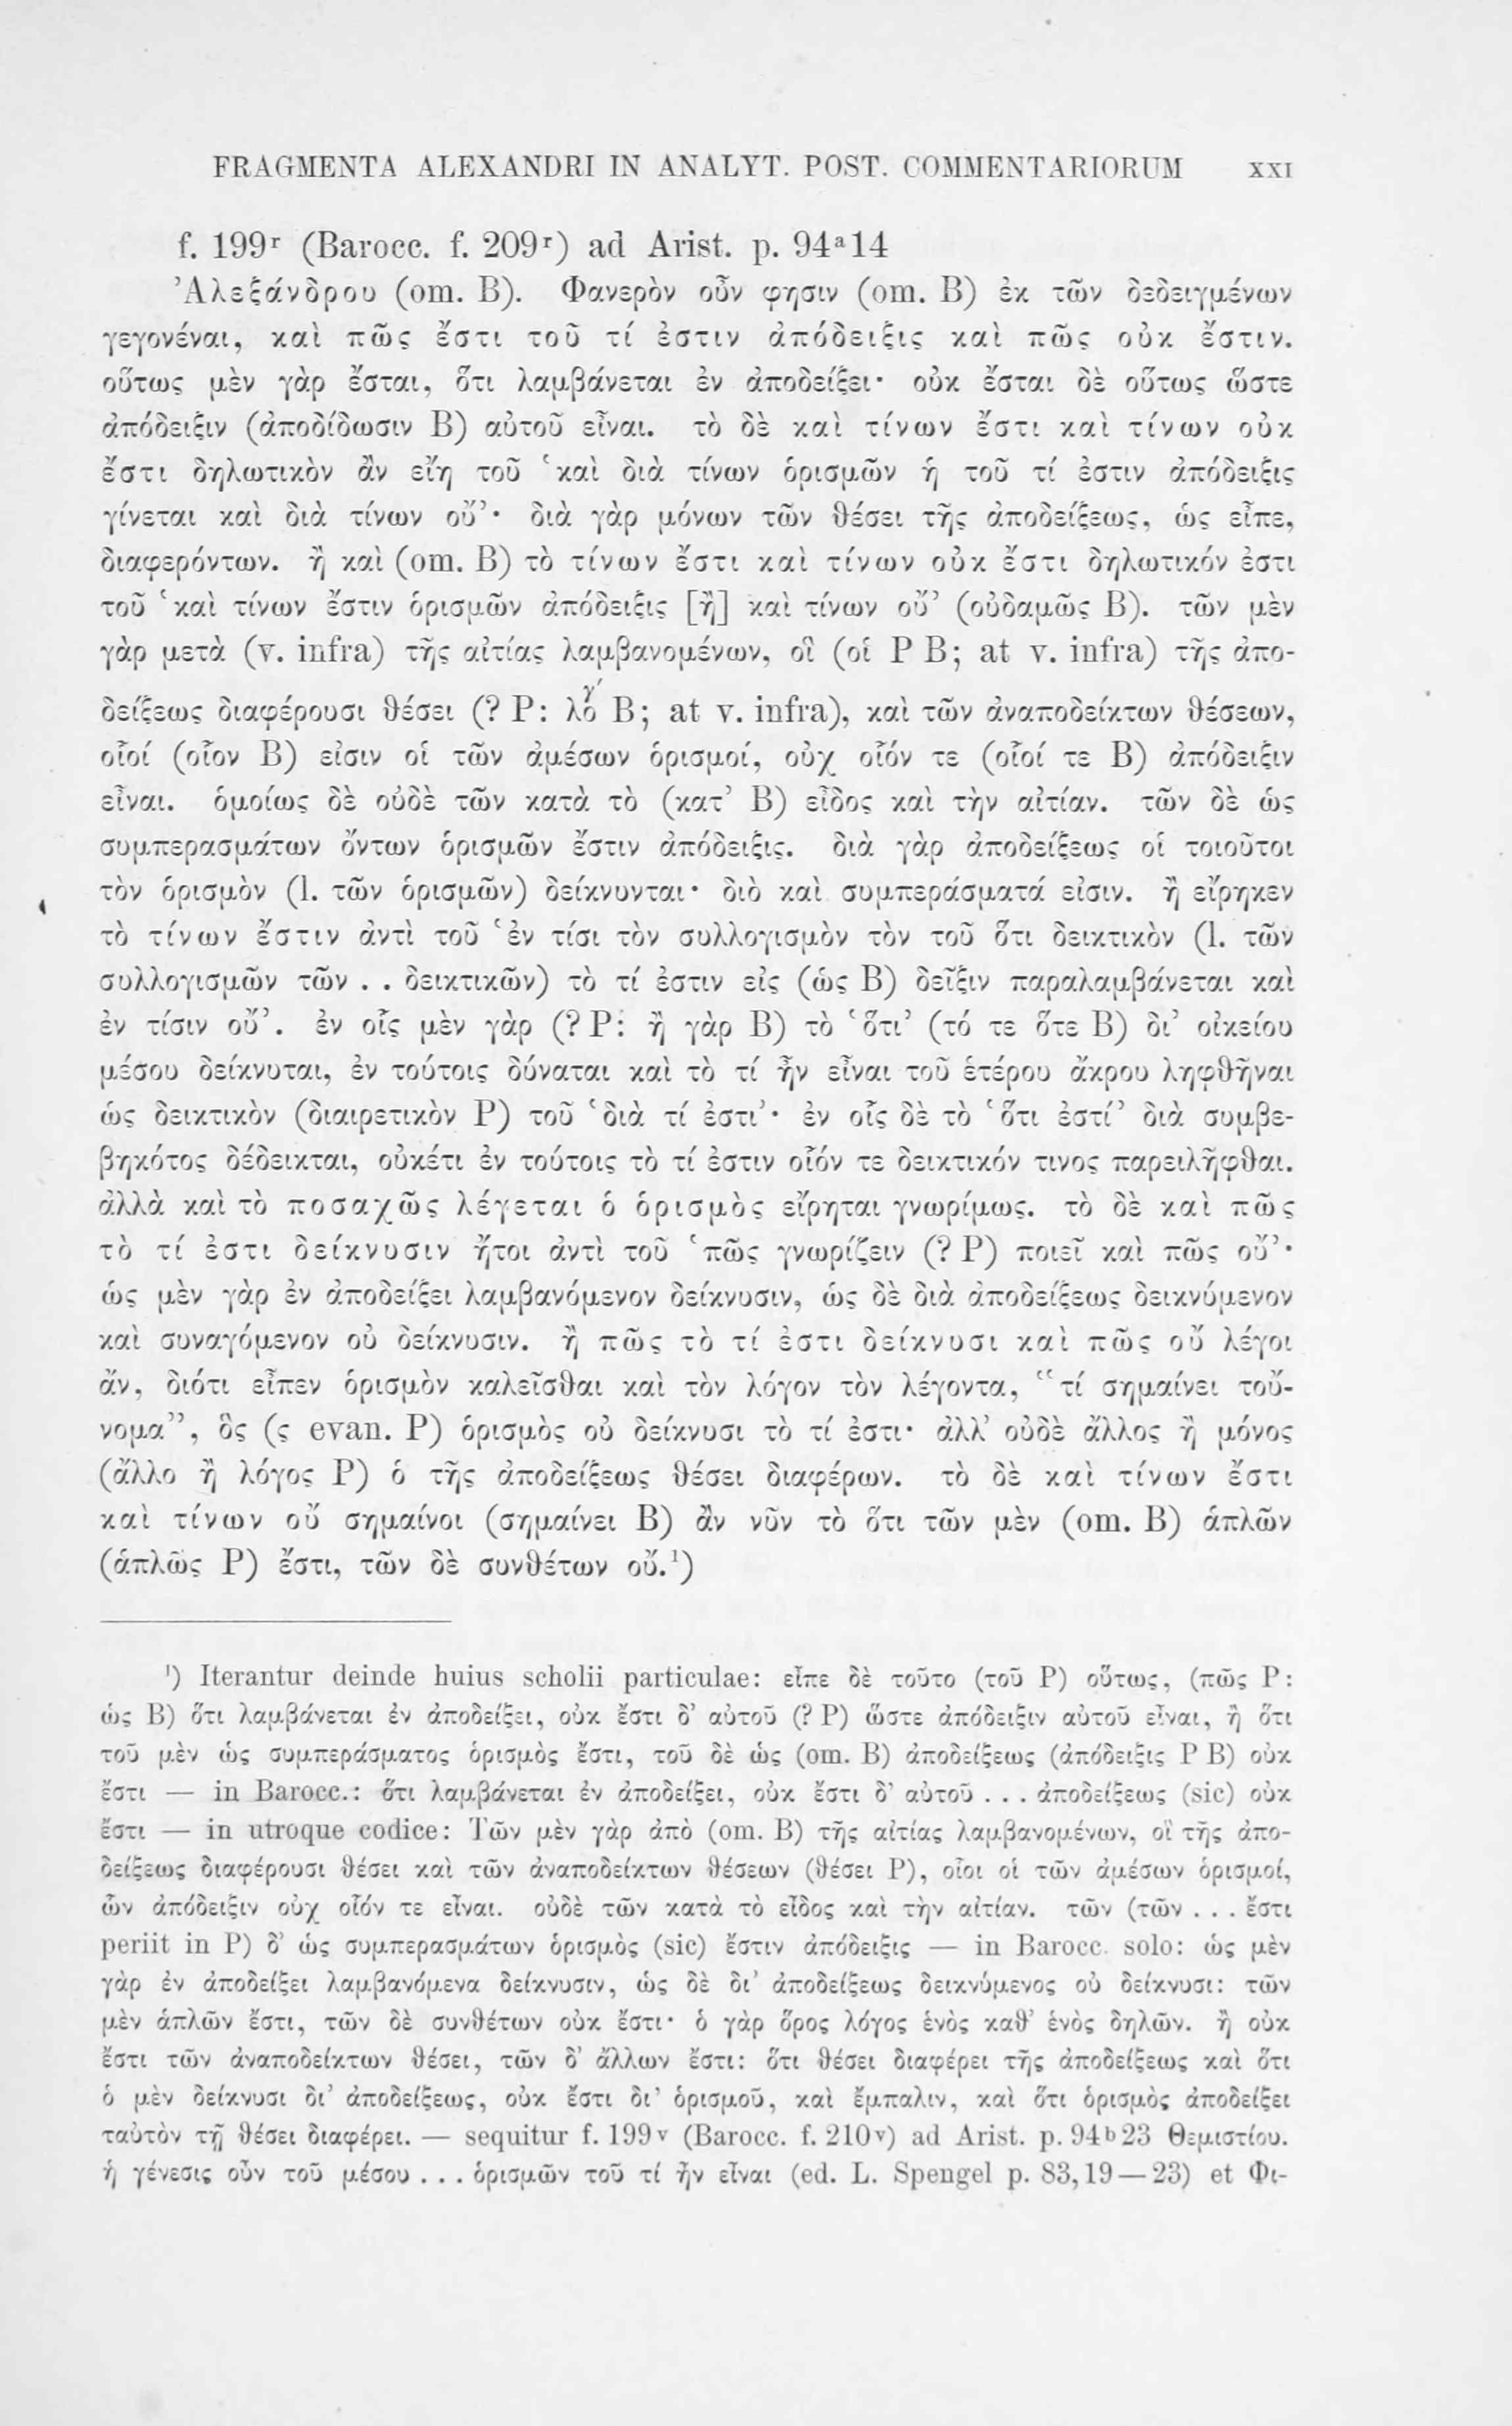 FRAGMENTA ALEXANDRI IN ANALYT. POST. COMMENTARIORUM XXI
f. 199ʳ (Barocc. f. 209ʳ) ad Arist. p. 94ᵃ14
Ἀλεξάνδρου (om. B). Φανερὸν οὖν φησιν (om. B) ἐκ τῶν δεδειγμένων
γεγονέναι, καὶ πῶς ἔστι τοῦ τί ἐστιν ἀπόδειξις καὶ πῶς οὐκ ἔστιν.
οὕτως μὲν γὰρ ἔσται, ὅτι λαμβάνεται ἐν ἀποδείξει· οὐκ ἔσται δὲ οὕτως ὥστε
ἀπόδειξιν (ἀποδίδωσιν B) αὐτοῦ εἶναι. τὸ δὲ καὶ τίνων ἔστι καὶ τίνων οὐκ
ἔστι δηλωτικὸν ἂν εἴη τοῦ ‘καὶ διὰ τίνων ὁρισμῶν ἡ τοῦ τί ἐστιν ἀπόδειξις
γίνεται καὶ διὰ τίνων οὔ’· διὰ γὰρ μόνων τῶν θέσει τῆς ἀποδείξεως, ὡς εἶπε,
διαφερόντων. ἢ καὶ (om. B) τὸ τίνων ἔστι καὶ τίνων οὐκ ἔστι δηλωτικόν ἐστι
τοῦ ‘καὶ τίνων ἔστιν ὁρισμῶν ἀπόδειξις [ἢ] καὶ τίνων οὔ’ (οὐδαμῶς B). τῶν μὲν
γὰρ μετὰ (v. infra) τῆς αἰτίας λαμβανομένων, οἳ (οἱ P B; at v. infra) τῆς ἀπο-
δείξεως διαφέρουσι θέσει (? P: λογ´ B; at v. infra), καὶ τῶν ἀναποδείκτων θέσεων,
οἷοί (οἷον B) εἰσιν οἱ τῶν ἀμέσων ὁρισμοί, οὐχ οἷόν τε (οἷοί τε B) ἀπόδειξιν
εἶναι. ὁμοίως δὲ οὐδὲ τῶν κατὰ τὸ (κατ’ B) εἶδος καὶ τὴν αἰτίαν. τῶν δὲ ὡς
συμπερασμάτων ὄντων ὁρισμῶν ἔστιν ἀπόδειξις. διὰ γὰρ ἀποδείξεως οἱ τοιοῦτοι
τὸν ὁρισμὸν (l. τῶν ὁρισμῶν) δείκνυνται· διὸ καὶ συμπεράσματά εἰσιν. ἢ εἴρηκεν
τὸ τίνων ἔστιν ἀντὶ τοῦ ‘ἐν τίσι τὸν συλλογισμὸν τὸν τοῦ ὅτι δεικτικὸν (l. τῶν
συλλογισμῶν τῶν . . δεικτικῶν) τὸ τί ἐστιν εἰς (ὡς B) δεῖξιν παραλαμβάνεται καὶ
ἐν τίσιν οὔ’. ἐν οἷς μὲν γὰρ (? P: ἢ γὰρ B) τὸ ‘ὅτι’ (τό τε ὅτε B) δι’ οἰκείου
μέσου δείκνυται, ἐν τούτοις δύναται καὶ τὸ τί ἦν εἶναι τοῦ ἑτέρου ἄκρου ληφθῆναι
ὡς δεικτικὸν (διαιρετικὸν P) τοῦ ‘διὰ τί ἐστι’· ἐν οἷς δὲ τὸ ‘ὅτι ἐστί’ διὰ συμβε-
βηκότος δέδεικται, οὐκέτι ἐν τούτοις τὸ τί ἐστιν οἷόν τε δεικτικόν τινος παρειλῆφθαι.
ἀλλὰ καὶ τὸ ποσαχῶς λέγεται ὁ ὁρισμὸς εἴρηται γνωρίμως. τὸ δὲ καὶ πῶς
τὸ τί ἐστι δείκνυσιν ἤτοι ἀντὶ τοῦ ‘πῶς γνωρίζειν (? P) ποιεῖ καὶ πῶς οὔ’·
ὡς μὲν γὰρ ἐν ἀποδείξει λαμβανόμενον δείκνυσιν, ὡς δὲ διὰ ἀποδείξεως δεικνύμενον
καὶ συναγόμενον οὐ δείκνυσιν. ἢ πῶς τὸ τί ἐστι δείκνυσι καὶ πῶς οὔ λέγοι
ἄν, διότι εἶπεν ὁρισμὸν καλεῖσθαι καὶ τὸν λόγον τὸν λέγοντα, “τί σημαίνει τοὔ-
νομα”, ὃς (ς evan. P) ὁρισμὸς οὐ δείκνυσι τὸ τί ἐστι· ἀλλ’ οὐδὲ ἄλλος ἢ μόνος
(ἄλλο ἢ λόγος P) ὁ τῆς ἀποδείξεως θέσει διαφέρων. τὸ δὲ καὶ τίνων ἔστι
καὶ τίνων οὔ σημαίνοι (σημαίνει B) ἂν νῦν τὸ ὅτι τῶν μὲν (om. B) ἁπλῶν
(ἁπλῶς P) ἔστι, τῶν δὲ συνθέτων οὔ.¹)
¹) Iterantur deinde huius scholii particulae: εἶπε δὲ τοῦτο (τοῦ P) οὕτως, (πῶς P:
ὡς B) ὅτι λαμβάνεται ἐν ἀποδείξει, οὐκ ἔστι δ’ αὐτοῦ (? P) ὥστε ἀπόδειξιν αὐτοῦ εἶναι, ἢ ὅτι
τοῦ μὲν ὡς συμπεράσματος ὁρισμὸς ἔστι, τοῦ δὲ ὡς (om. B) ἀποδείξεως (ἀπόδειξις P B) οὐκ
ἔστι — in Barocc.: ὅτι λαμβάνεται ἐν ἀποδείξει, οὐκ ἔστι δ’ αὐτοῦ . . . ἀποδείξεως (sic) οὐκ
ἔστι — in utroque codice: Τῶν μὲν γὰρ ἀπὸ (om. B) τῆς αἰτίας λαμβανομένων, οἳ τῆς ἀπο-
δείξεως διαφέρουσι θέσει καὶ τῶν ἀναποδείκτων θέσεων (θέσει P), οἷοι οἱ τῶν ἀμέσων ὁρισμοί,
ὧν ἀπόδειξιν οὐχ οἷόν τε εἶναι. οὐδὲ τῶν κατὰ τὸ εἶδος καὶ τὴν αἰτίαν. τῶν (τῶν . . . ἔστι
periit in P) δ’ ὡς συμπερασμάτων ὁρισμὸς (sic) ἔστιν ἀπόδειξις — in Barocc. solo: ὡς μὲν
γὰρ ἐν ἀποδείξει λαμβανόμενα δείκνυσιν, ὡς δὲ δι’ ἀποδείξεως δεικνύμενος οὐ δείκνυσι: τῶν
μὲν ἁπλῶν ἔστι, τῶν δὲ συνθέτων οὐκ ἔστι· ὁ γὰρ ὅρος λόγος ἑνὸς καθ’ ἑνὸς δηλῶν. ἢ οὐκ
ἔστι τῶν ἀναποδείκτων θέσει, τῶν δ’ ἄλλων ἔστι: ὅτι θέσει διαφέρει τῆς ἀποδείξεως καὶ ὅτι
ὁ μὲν δείκνυσι δι’ ἀποδείξεως, οὐκ ἔστι δι’ ὁρισμοῦ, καὶ ἔμπαλιν, καὶ ὅτι ὁρισμὸς ἀποδείξει
ταὐτὸν τῇ θέσει διαφέρει. — sequitur f. 199ᵛ (Barocc. f. 210ᵛ) ad Arist. p. 94ᵇ23 Θεμιστίου.
ἡ γένεσις οὖν τοῦ μέσου . . . ὁρισμῶν τοῦ τί ἦν εἶναι (ed. L. Spengel p. 83,19—23) et Φι-